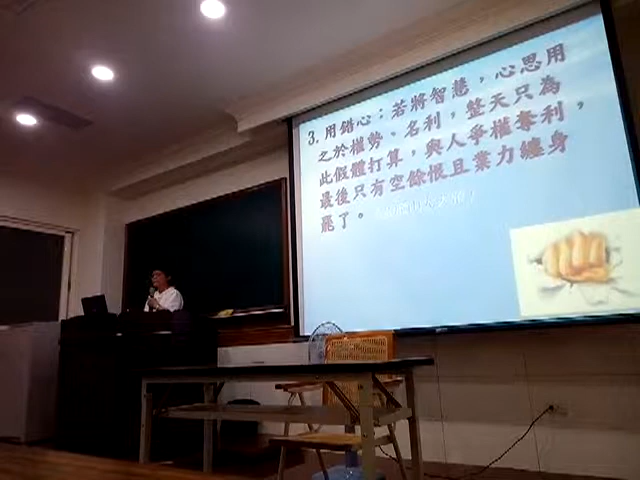 3. 用錯心；若將智慧，心思用
之於權勢、名利，整天只為
此假體打算，與人爭權奪利，
最後只有空餘恨且業力纏身
罷了。